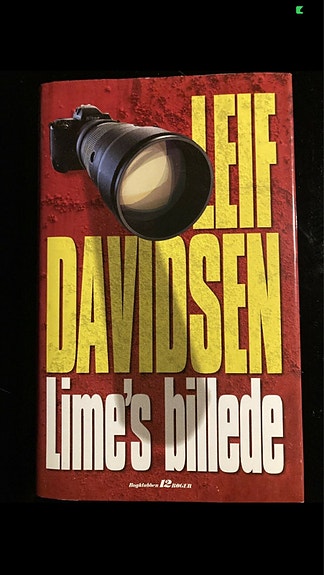 LEIF
DAVIDSEN
Lime's billede
Bogklubben 12 BØGER